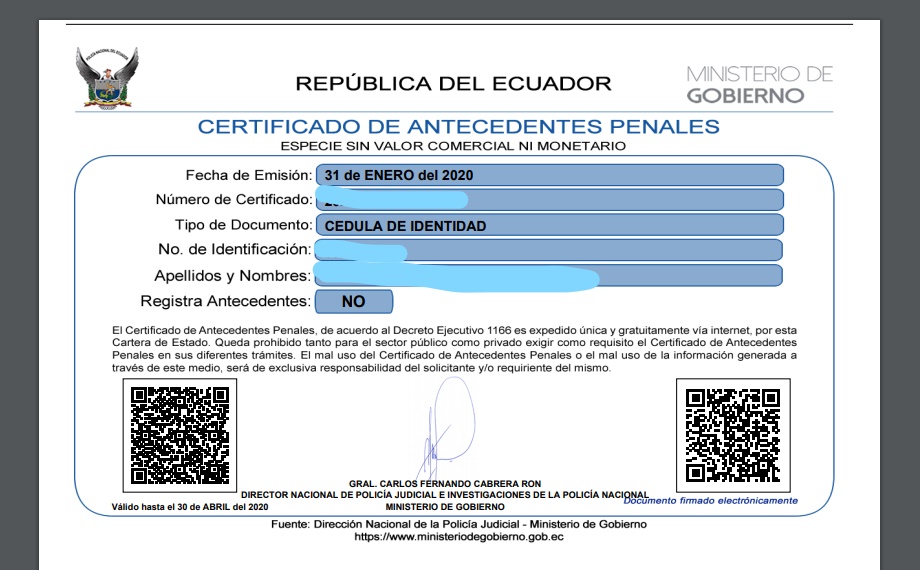 REPÚBLICA DEL ECUADOR
MINISTERIO DE
GOBIERNO
CERTIFICADO DE ANTECEDENTES PENALES
ESPECIE SIN VALOR COMERCIAL NI MONETARIO
Fecha de Emisión: 31 de ENERO del 2020
Número de Certificado:
Tipo de Documento: CEDULA DE IDENTIDAD
No. de Identificación:
Apellidos y Nombres:
Registra Antecedentes: NO
El Certificado de Antecedentes Penales, de acuerdo al Decreto Ejecutivo 1166 es expedido única y gratuitamente vía internet, por esta
Cartera de Estado. Queda prohibido tanto para el sector público como privado exigir como requisito el Certificado de Antecedentes
Penales en sus diferentes trámites. El mal uso del Certificado de Antecedentes Penales o el mal uso de la información generada a
través de este medio, será de exclusiva responsabilidad del solicitante y/o requiriente del mismo.
GRAL. CARLOS FERNANDO CABRERA RON
DIRECTOR NACIONAL DE POLICÍA JUDICIAL E INVESTIGACIONES DE LA POLICÍA NACIONAL
Documento firmado electrónicamente
Válido hasta el 30 de ABRIL del 2020
MINISTERIO DE GOBIERNO
Fuente: Dirección Nacional de la Policía Judicial - Ministerio de Gobierno
https://www.ministeriodegobierno.gob.ec